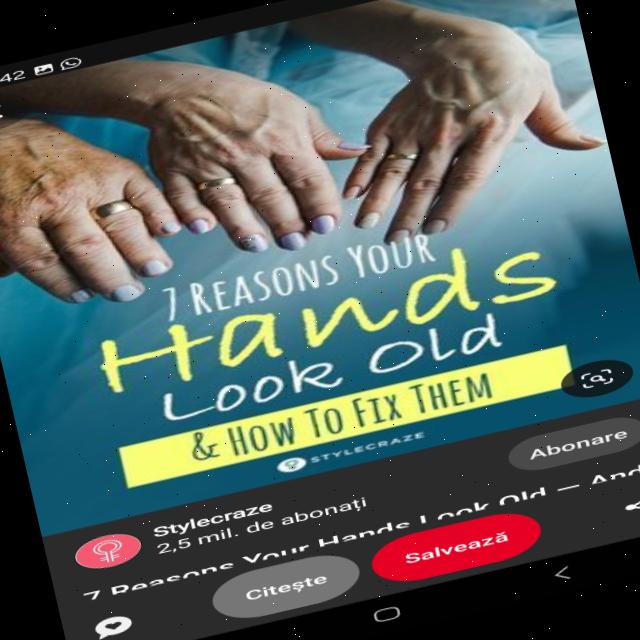 42
7 REASONS YOUR
Hands
Look Old
& HOW TO FIX THEM
STYLECRAZE
Abonare
Stylecraze
2,5 mil. de abonați
7 Reasons Your Hands Look Old — And
Citește
Salvează